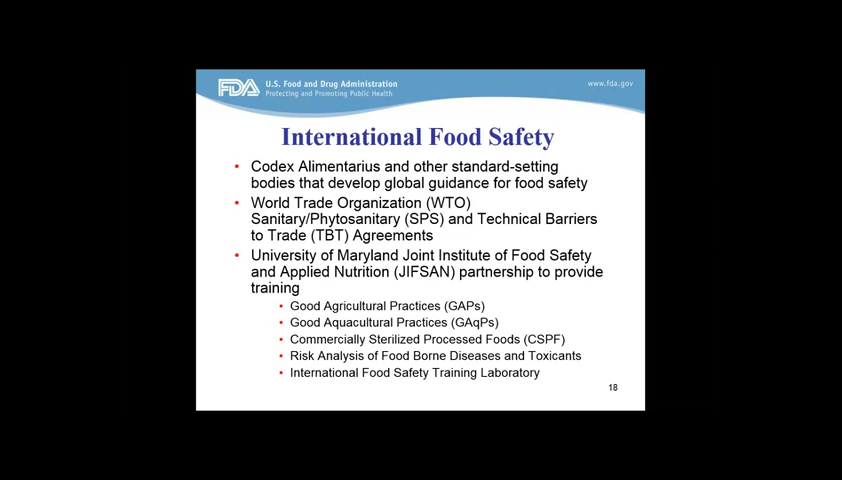 FDA U.S. Food and Drug Administration
Protecting and Promoting Public Health
www.fda.gov
International Food Safety
• Codex Alimentarius and other standard-setting
bodies that develop global guidance for food safety
• World Trade Organization (WTO)
Sanitary/Phytosanitary (SPS) and Technical Barriers
to Trade (TBT) Agreements
• University of Maryland Joint Institute of Food Safety
and Applied Nutrition (JIFSAN) partnership to provide
training
• Good Agricultural Practices (GAPs)
• Good Aquacultural Practices (GAqPs)
• Commercially Sterilized Processed Foods (CSPF)
• Risk Analysis of Food Borne Diseases and Toxicants
• International Food Safety Training Laboratory
18